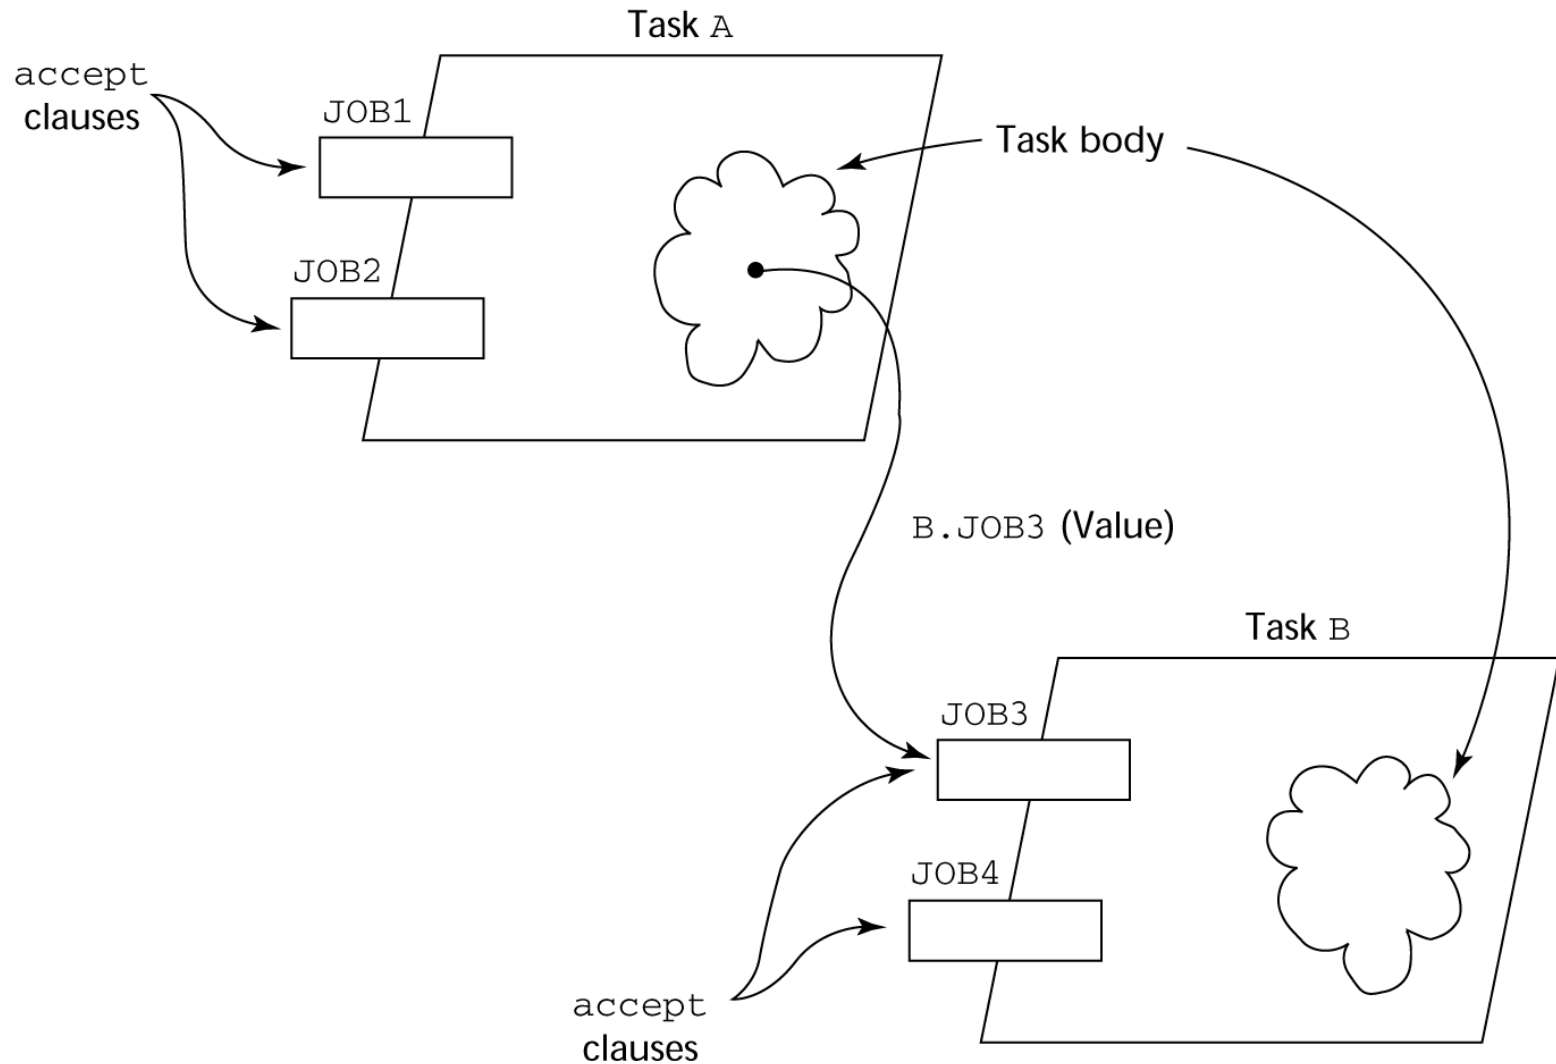 Task A
accept
clauses
JOB1
Task body
JOB2
B.JOB3 (Value)
Task B
JOB3
JOB4
accept
clauses